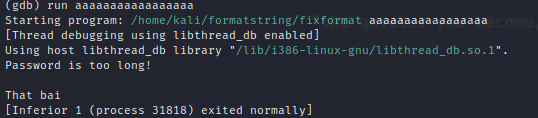 (gdb) run aaaaaaaaaaaaaaaaa
Starting program: /home/kali/formatstring/fixformat aaaaaaaaaaaaaaaaa
[Thread debugging using libthread_db enabled]
Using host libthread_db library "/lib/i386-linux-gnu/libthread_db.so.1".
Password is too long!
That bai
[Inferior 1 (process 31818) exited normally]